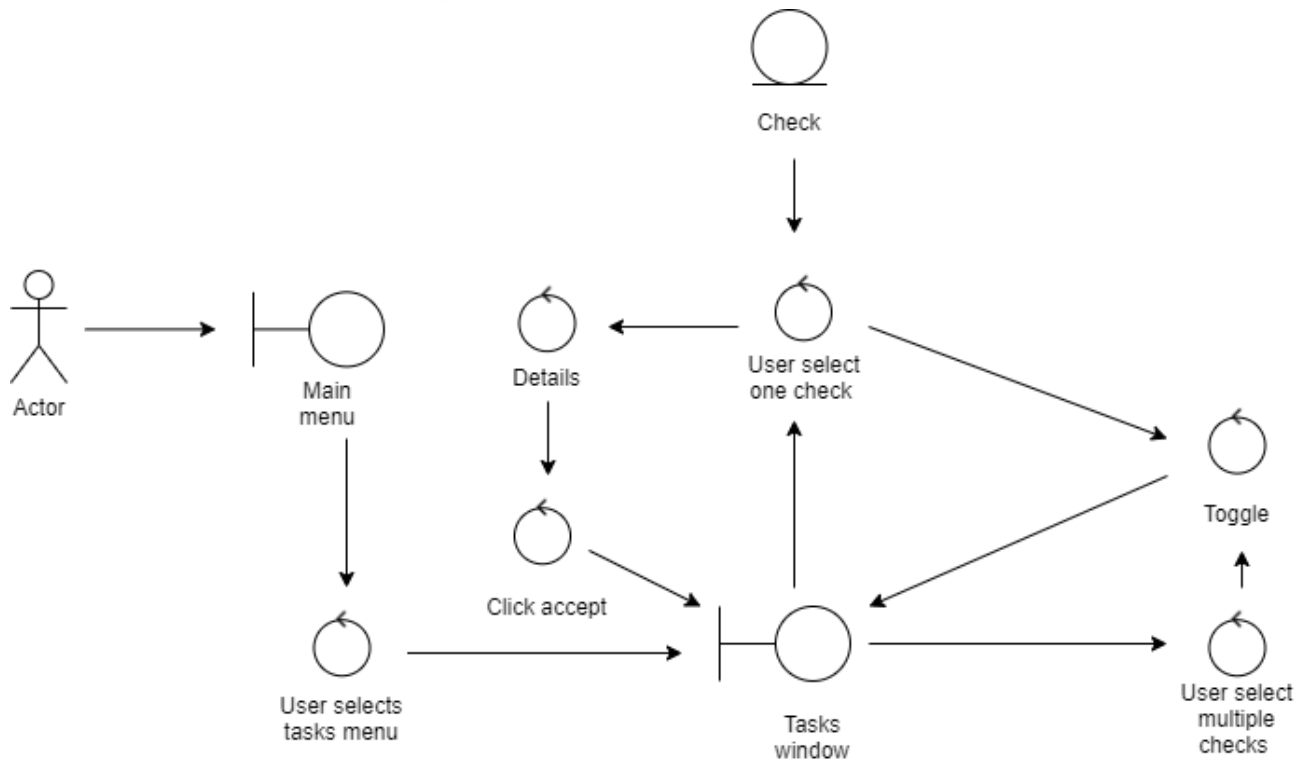 Check
Details
User select
one check
Main
menu
Actor
Toggle
Click accept
User selects
tasks menu
Tasks
window
User select
multiple
checks